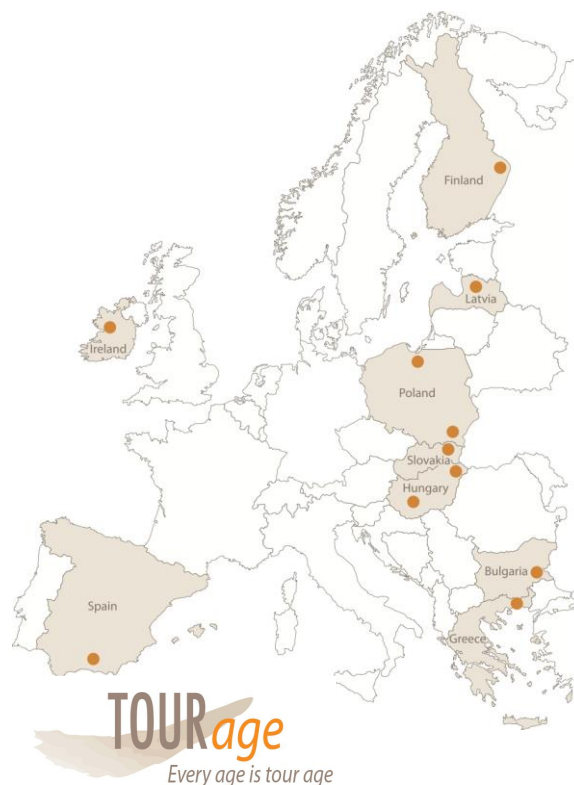 Finland
Latvia
Ireland
Poland
Slovakia
Hungary
Bulgaria
Spain
Greece
TOURage
Every age is tour age